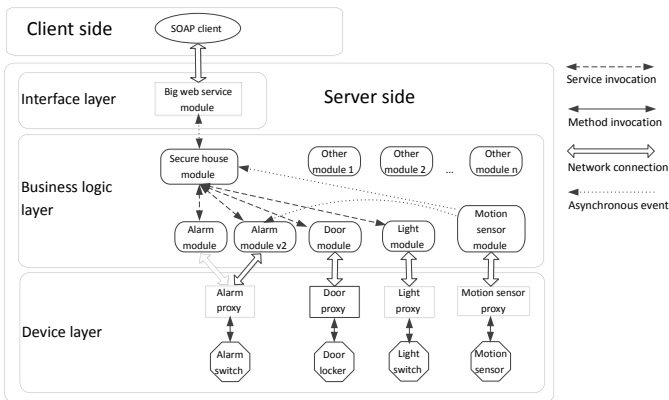 Client side
SOAP client
Interface layer
Big web service
module
Server side
Service invocation
Method invocation
Network connection
Asynchronous event
Business logic
layer
Secure house
module
Other
module 1
Other
module 2
...
Other
module n
Alarm
module
Alarm
module v2
Door
module
Light
module
Motion
sensor
module
Device layer
Alarm
proxy
Door
proxy
Light
proxy
Motion sensor
proxy
Alarm
switch
Door
locker
Light
switch
Motion
sensor